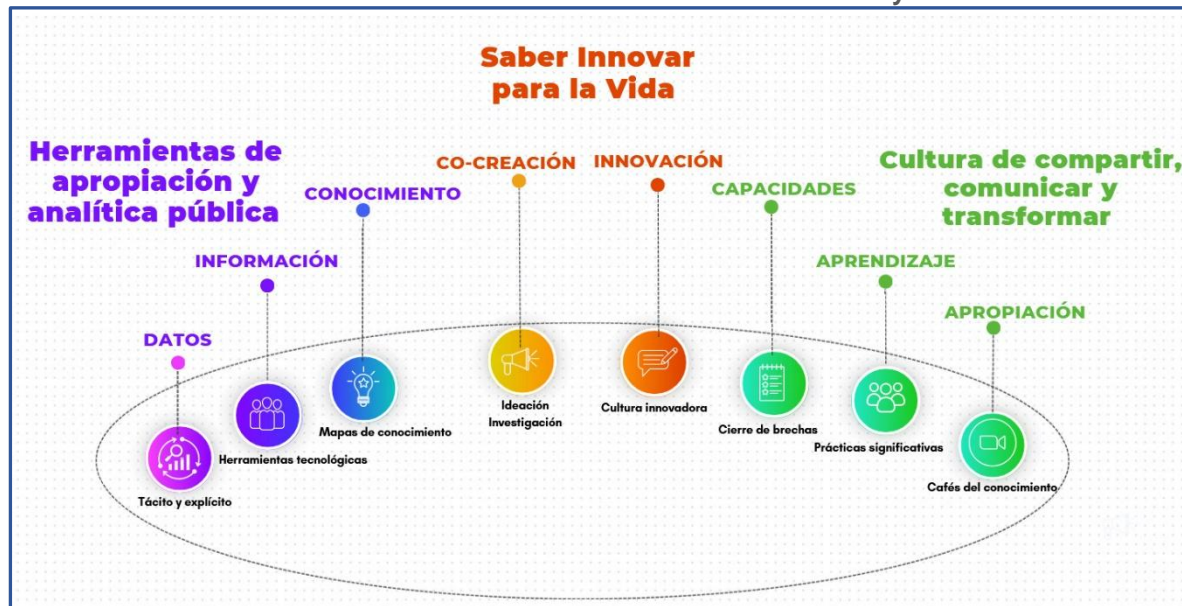 Saber Innovar
para la Vida
Herramientas de
apropiación y
analítica pública
Cultura de compartir,
comunicar y
transformar
DATOS
Tácito y explícito
INFORMACIÓN
Herramientas tecnológicas
CONOCIMIENTO
Mapas de conocimiento
CO-CREACIÓN
Ideación
Investigación
INNOVACIÓN
Cultura innovadora
CAPACIDADES
Cierre de brechas
APRENDIZAJE
Prácticas significativas
APROPIACIÓN
Cafés del conocimiento